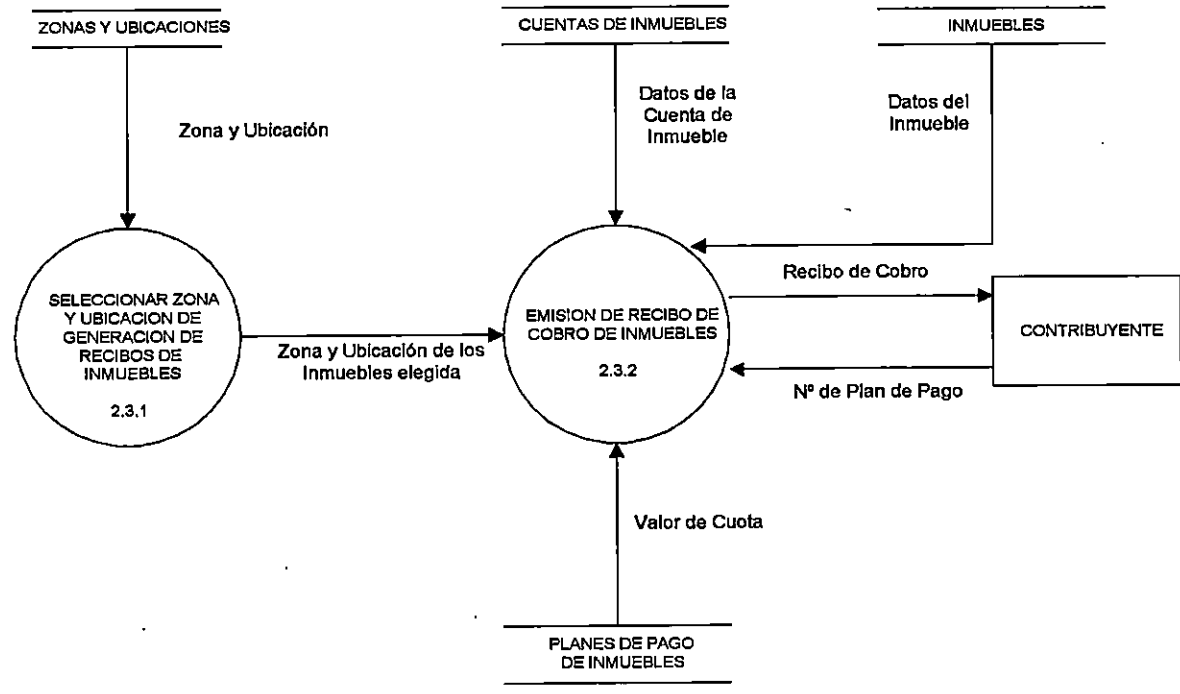 ZONAS Y UBICACIONES
CUENTAS DE INMUEBLES
INMUEBLES
Zona y Ubicación
Datos de la
Cuenta de
Inmueble
Datos del
Inmueble
SELECCIONAR ZONA
Y UBICACION DE
GENERACION DE
RECIBOS DE
INMUEBLES
2.3.1
Zona y Ubicación de los
Inmuebles elegida
EMISION DE RECIBO DE
COBRO DE INMUEBLES
2.3.2
Recibo de Cobro
CONTRIBUYENTE
Nº de Plan de Pago
Valor de Cuota
PLANES DE PAGO
DE INMUEBLES